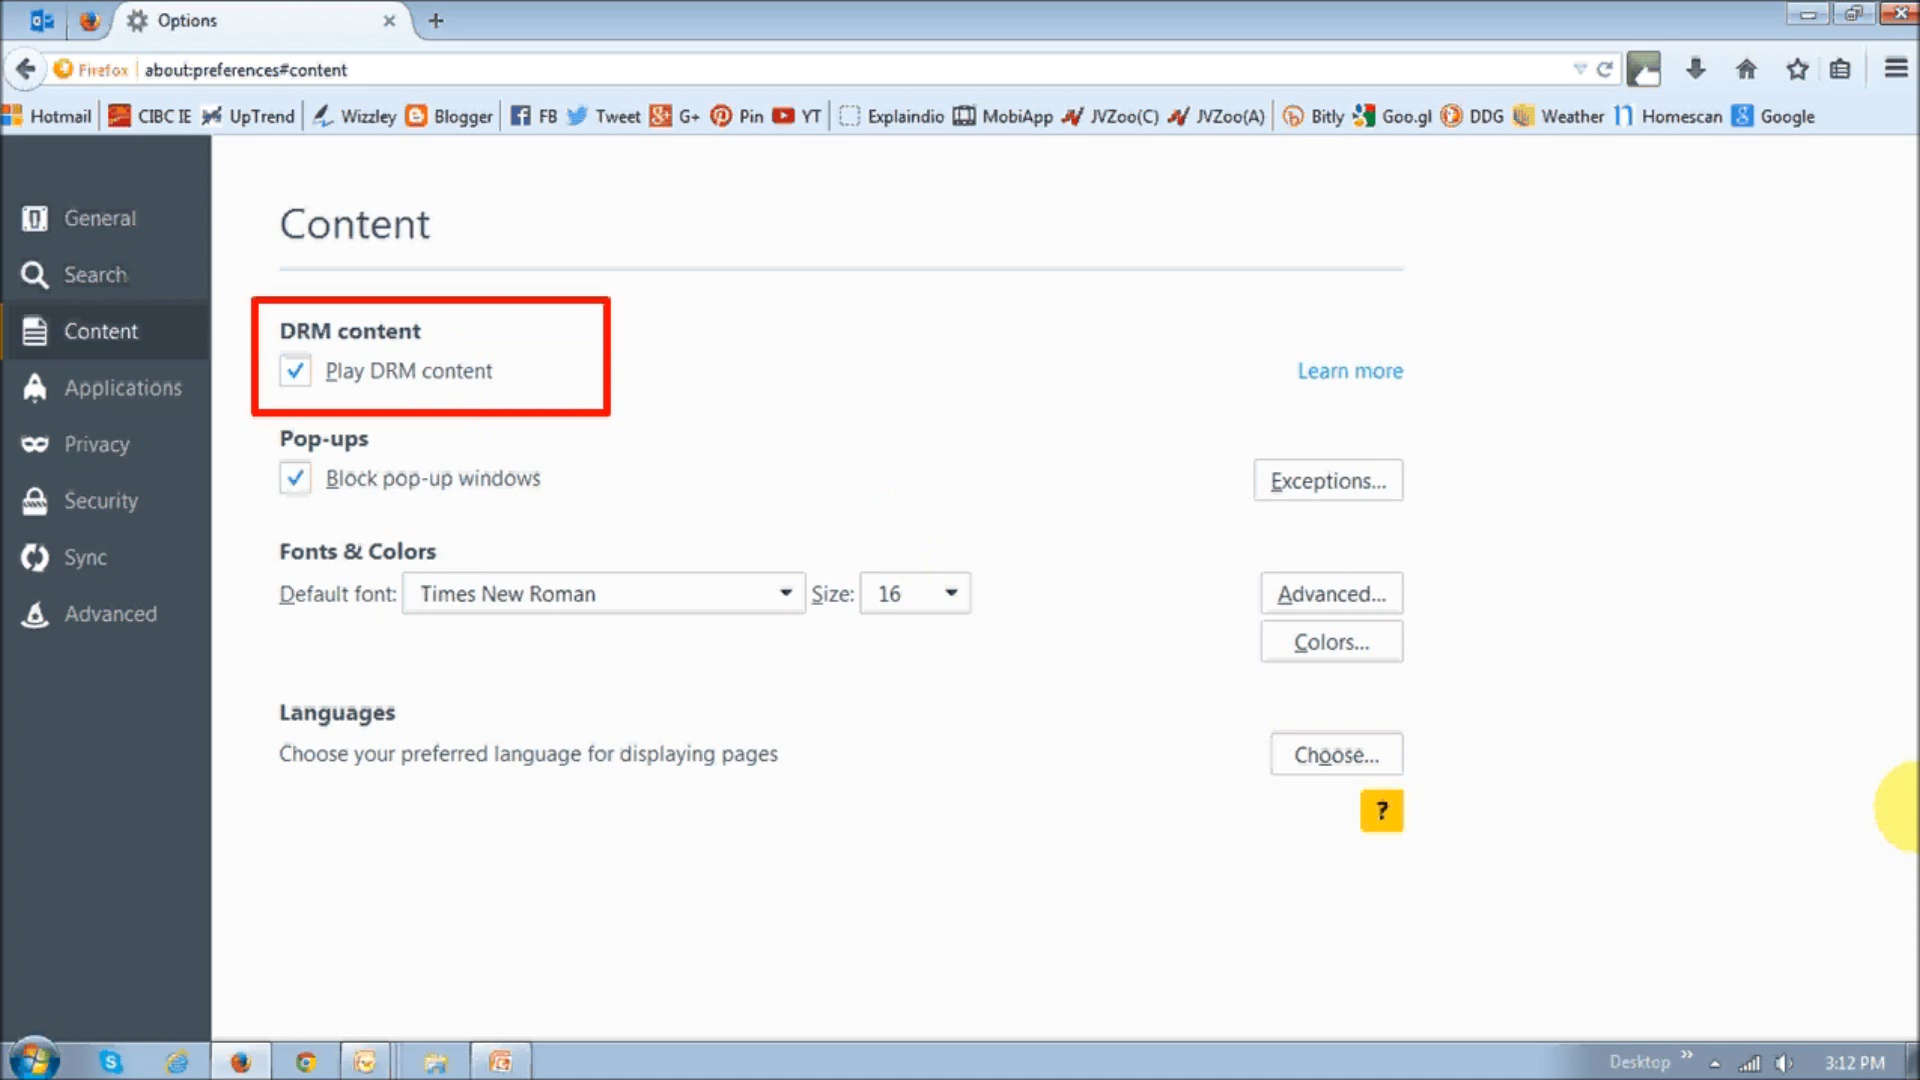 Options
Firefox about:preferences#content
Hotmail CIBC IE UpTrend Wizzley Blogger FB Tweet G+ Pin YT Explaindio MobiApp JVZoo(C) JVZoo(A) Bitly Goo.gl DDG Weather Homescan Google
General
Search
Content
Applications
Privacy
Security
Sync
Advanced
Content
DRM content
Play DRM content
Learn more
Pop-ups
Block pop-up windows
Exceptions...
Fonts & Colors
Default font: Times New Roman Size: 16
Advanced...
Colors...
Languages
Choose your preferred language for displaying pages
Choose...
?
Desktop » 3:12 PM